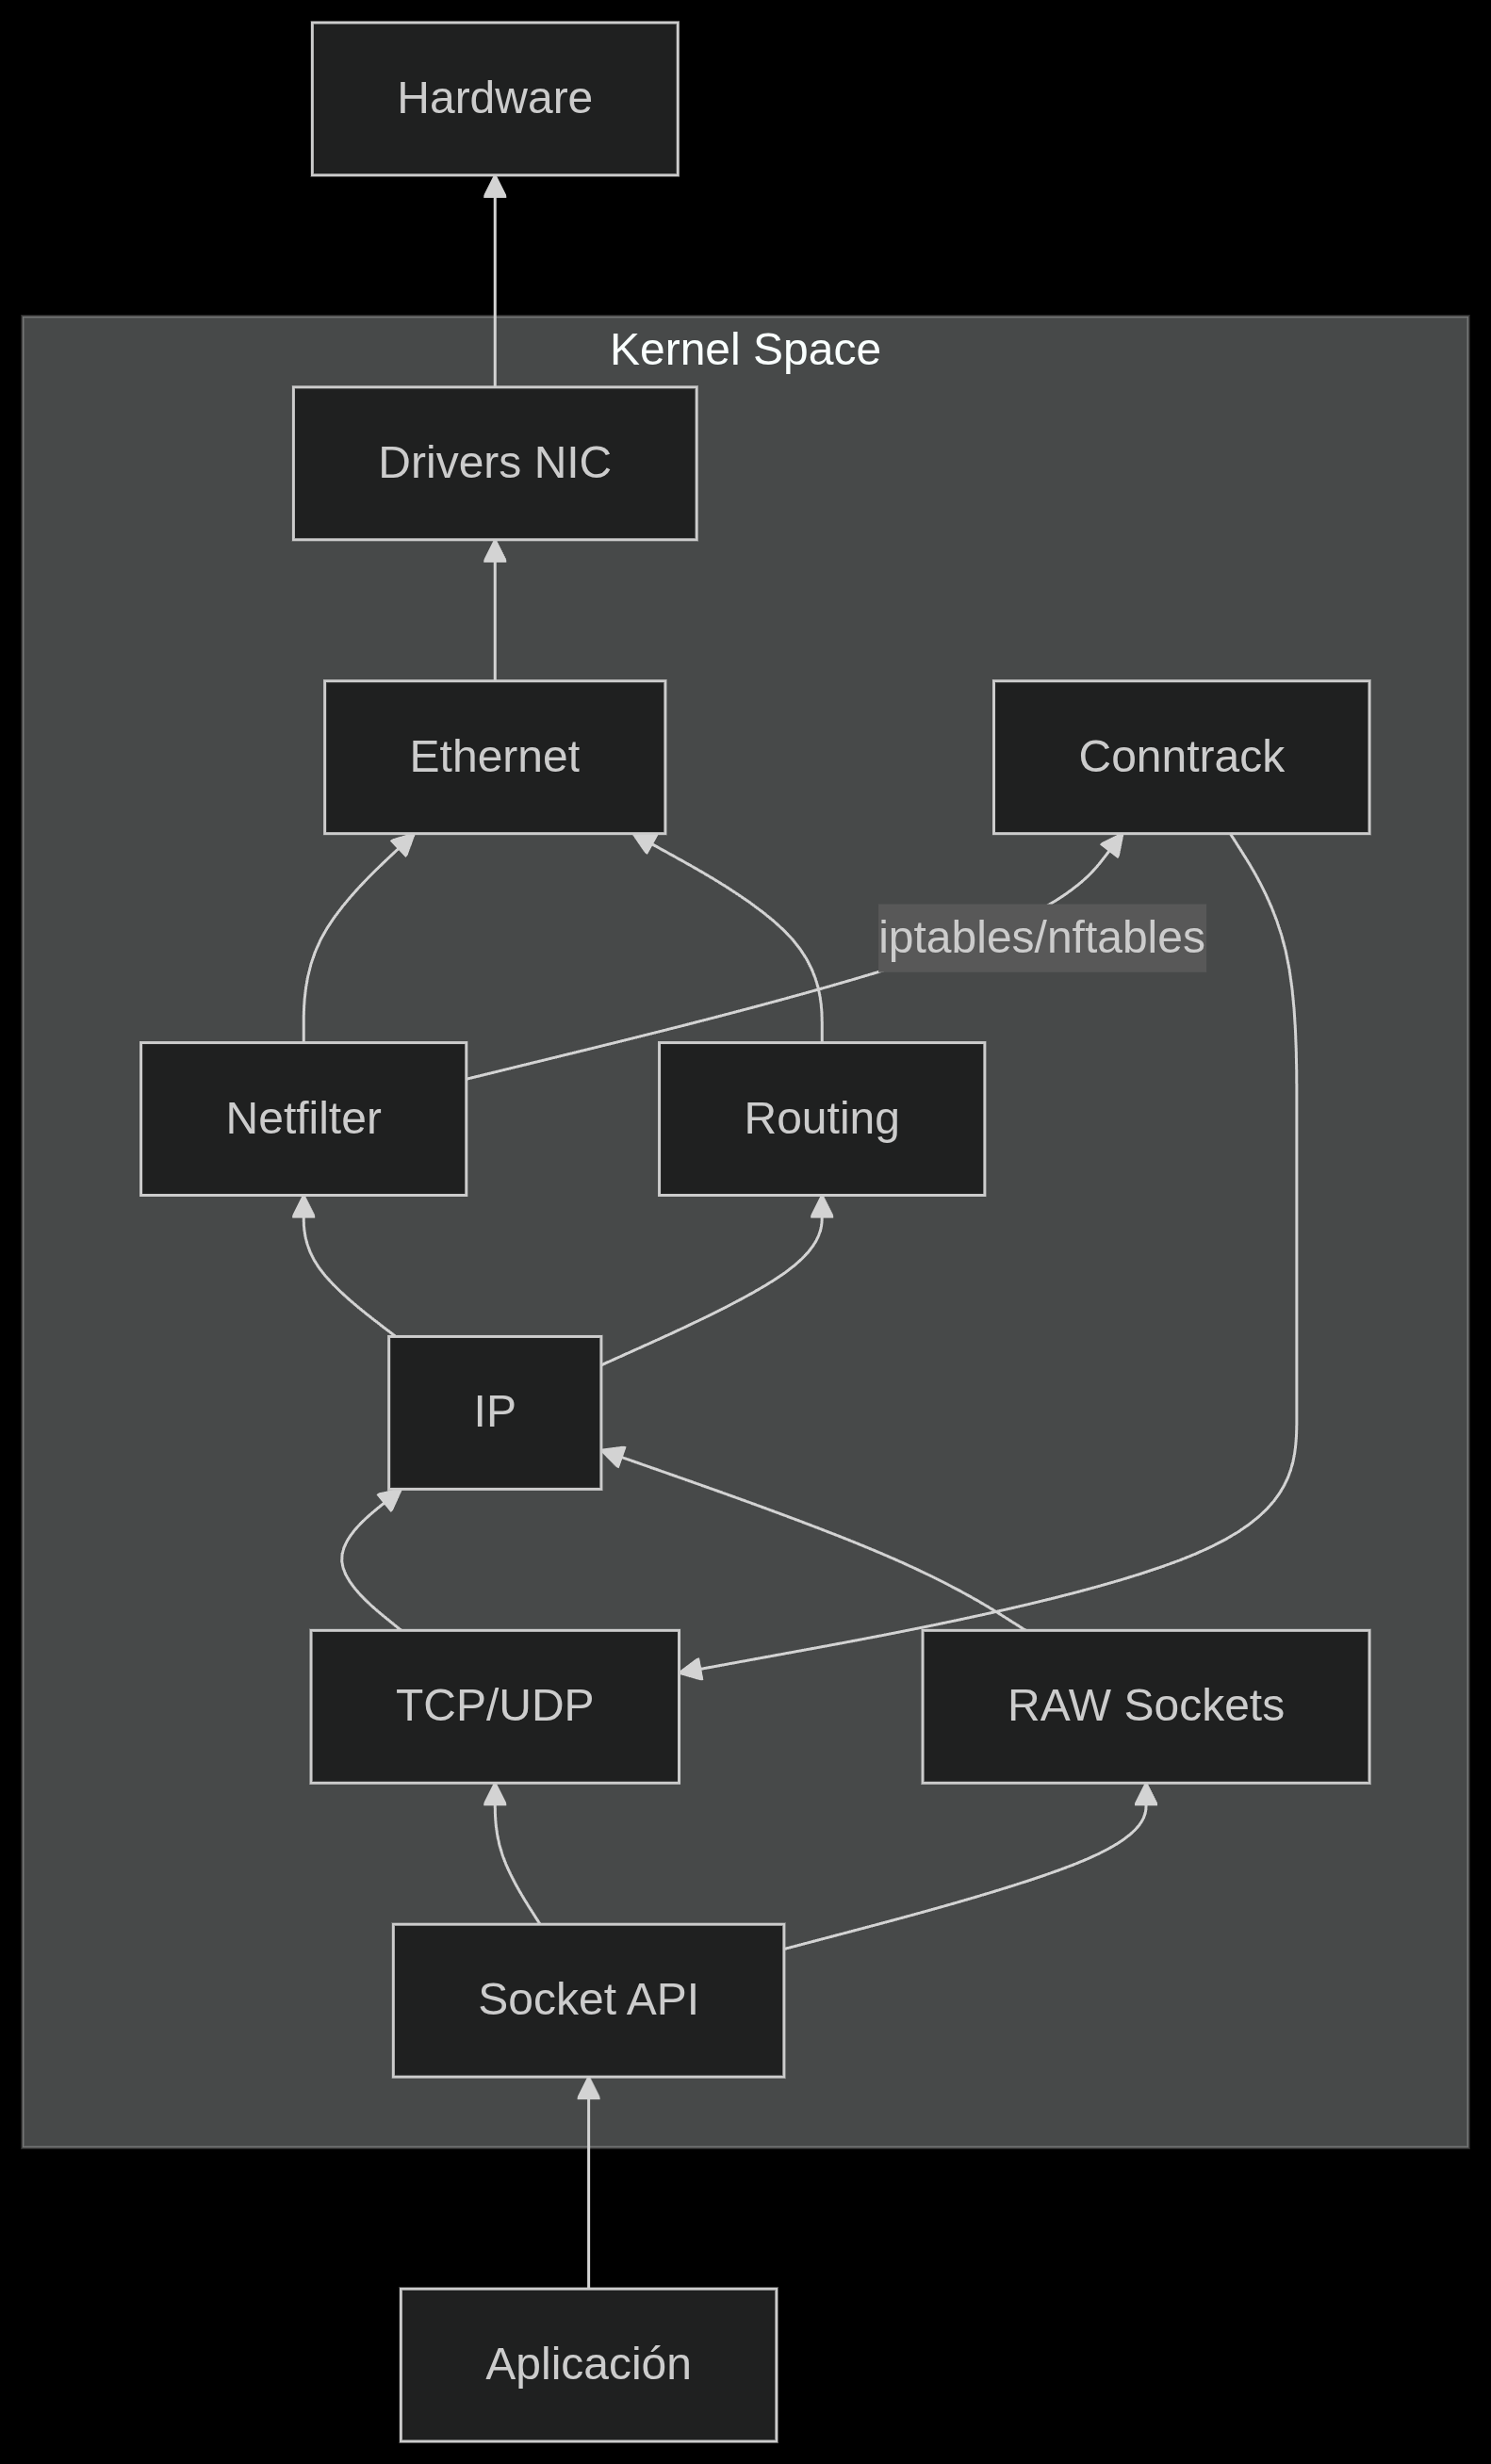 Hardware
Kernel Space
Drivers NIC
Ethernet
Conntrack
iptables/nftables
Netfilter
Routing
IP
TCP/UDP
RAW Sockets
Socket API
Aplicación